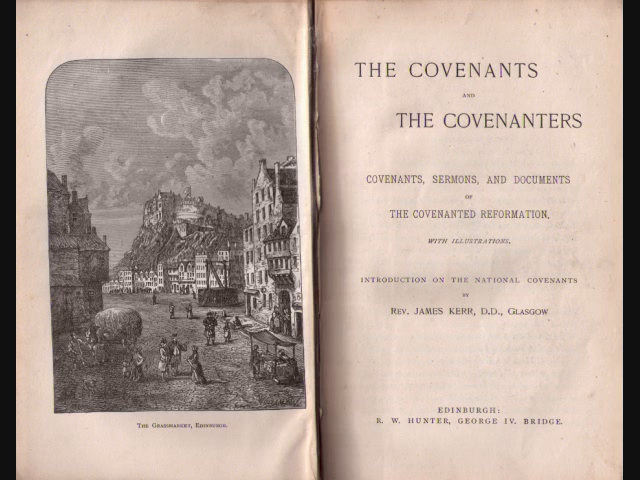 THE GRASSMARKET, EDINBURGH.
THE COVENANTS
AND
THE COVENANTERS
COVENANTS, SERMONS, AND DOCUMENTS
OF
THE COVENANTED REFORMATION,
WITH ILLUSTRATIONS.
INTRODUCTION ON THE NATIONAL COVENANTS
BY
REV. JAMES KERR, D.D., GLASGOW
EDINBURGH:
R. W. HUNTER, GEORGE IV. BRIDGE.